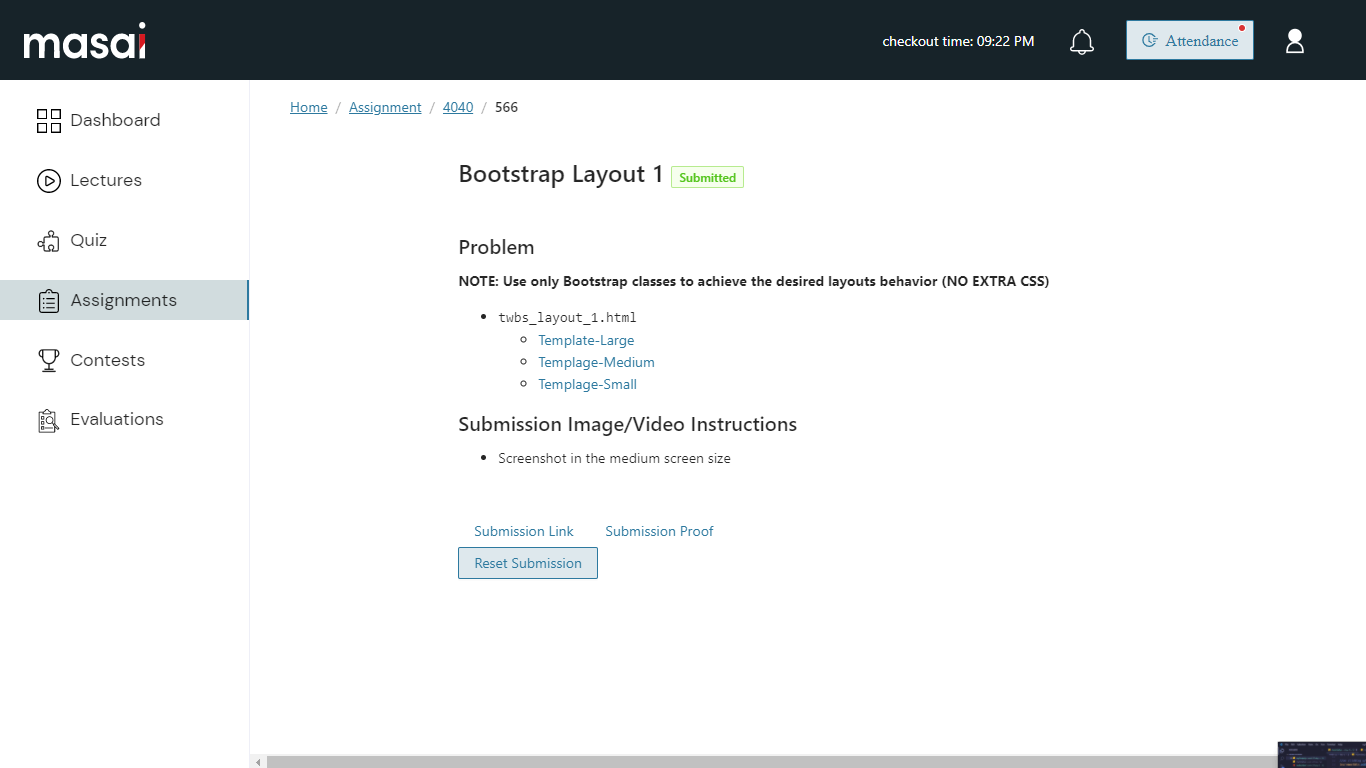 masai
checkout time: 09:22 PM
Attendance
Dashboard
Lectures
Quiz
Assignments
Contests
Evaluations
Home / Assignment / 4040 / 566
Bootstrap Layout 1 Submitted
Problem
NOTE: Use only Bootstrap classes to achieve the desired layouts behavior (NO EXTRA CSS)
twbs_layout_1.html
Template-Large
Templage-Medium
Templage-Small
Submission Image/Video Instructions
Screenshot in the medium screen size
Submission Link Submission Proof
Reset Submission